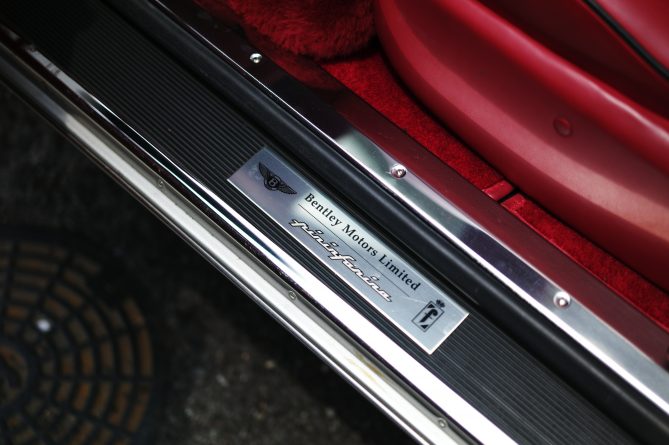 B
Bentley Motors Limited
pininfarina
f